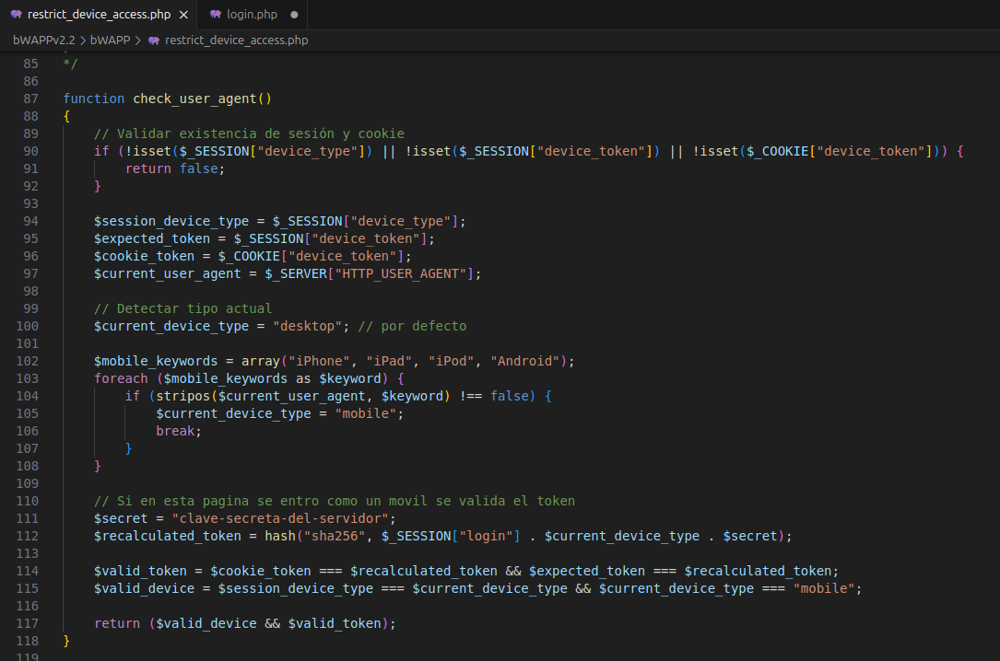 restrict_device_access.php × login.php ●
bWAPPv2.2 > bWAPP > restrict_device_access.php
85 */
86
87 function check_user_agent()
88 {
89     // Validar existencia de sesión y cookie
90     if (!isset($_SESSION["device_type"]) || !isset($_SESSION["device_token"]) || !isset($_COOKIE["device_token"])) {
91         return false;
92     }
93
94     $session_device_type = $_SESSION["device_type"];
95     $expected_token = $_SESSION["device_token"];
96     $cookie_token = $_COOKIE["device_token"];
97     $current_user_agent = $_SERVER["HTTP_USER_AGENT"];
98
99     // Detectar tipo actual
100     $current_device_type = "desktop"; // por defecto
101
102     $mobile_keywords = array("iPhone", "iPad", "iPod", "Android");
103     foreach ($mobile_keywords as $keyword) {
104         if (stripos($current_user_agent, $keyword) !== false) {
105             $current_device_type = "mobile";
106             break;
107         }
108     }
109
110     // Si en esta pagina se entro como un movil se valida el token
111     $secret = "clave-secreta-del-servidor";
112     $recalculated_token = hash("sha256", $_SESSION["login"] . $current_device_type . $secret);
113
114     $valid_token = $cookie_token === $recalculated_token && $expected_token === $recalculated_token;
115     $valid_device = $session_device_type === $current_device_type && $current_device_type === "mobile";
116
117     return ($valid_device && $valid_token);
118 }
119